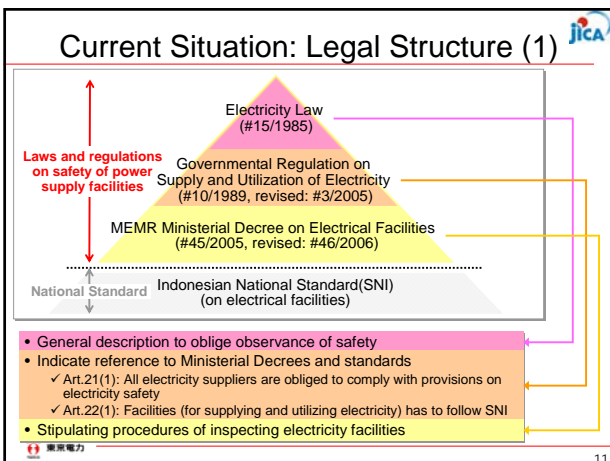 Current Situation: Legal Structure (1)
jICA
Electricity Law
(#15/1985)
Laws and regulations
on safety of power
supply facilities
Governmental Regulation on
Supply and Utilization of Electricity
(#10/1989, revised: #3/2005)
MEMR Ministerial Decree on Electrical Facilities
(#45/2005, revised: #46/2006)
National Standard
Indonesian National Standard(SNI)
(on electrical facilities)
• General description to oblige observance of safety
• Indicate reference to Ministerial Decrees and standards
✓ Art.21(1): All electricity suppliers are obliged to comply with provisions on
electricity safety
✓ Art.22(1): Facilities (for supplying and utilizing electricity) has to follow SNI
• Stipulating procedures of inspecting electricity facilities
東京電力
11